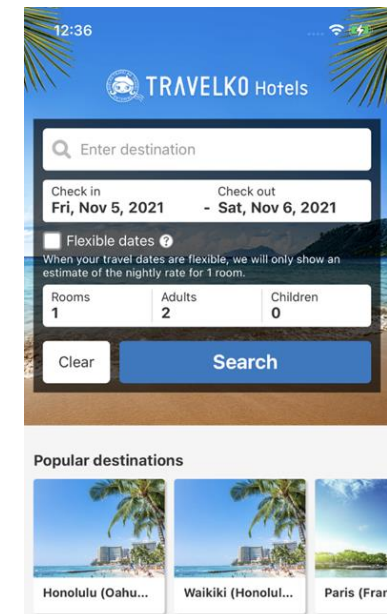 12:36
TRAVELKO Hotels
Enter destination
Check in
Check out
Fri, Nov 5, 2021
- Sat, Nov 6, 2021
Flexible dates ?
When your travel dates are flexible, we will only show an
estimate of the nightly rate for 1 room.
Rooms
Adults
Children
1
2
0
Clear
Search
Popular destinations
Honolulu (Oahu...
Waikiki (Honolul...
Paris (Fran